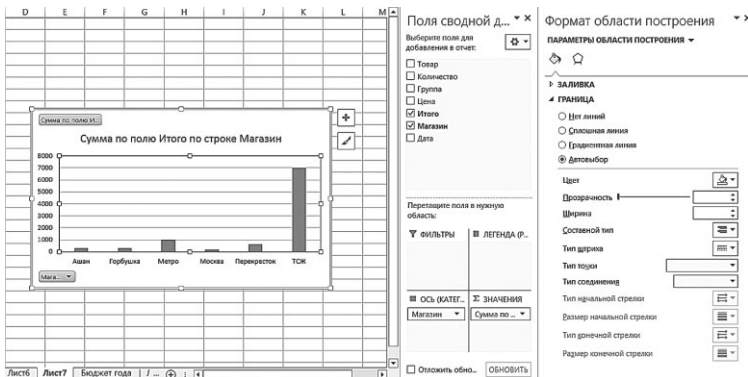 D E F G H I J K L M
Сумма по полю И...
Сумма по полю Итого по строке Магазин
8000
7000
6000
5000
4000
3000
2000
1000
0
Ашан Горбушка Метро Москва Перекресток ТСЖ
Мага...
Лист6 Лист7 Бюджет года
Поля сводной д...
Выберите поля для
добавления в отчет:
Товар
Количество
Группа
Цена
Итого
Магазин
Дата
Перетащите поля в нужную
область:
ФИЛЬТРЫ ЛЕГЕНДА (Р...
ОСЬ (КАТЕГ... Σ ЗНАЧЕНИЯ
Магазин Сумма по ...
Отложить обно... ОБНОВИТЬ
Формат области построения
ПАРАМЕТРЫ ОБЛАСТИ ПОСТРОЕНИЯ
ЗАЛИВКА
ГРАНИЦА
Нет линий
Сплошная линия
Градиентная линия
Автовыбор
Цвет
Прозрачность
Ширина
Составной тип
Тип штриха
Тип точки
Тип соединения
Тип начальной стрелки
Размер начальной стрелки
Тип конечной стрелки
Размер конечной стрелки